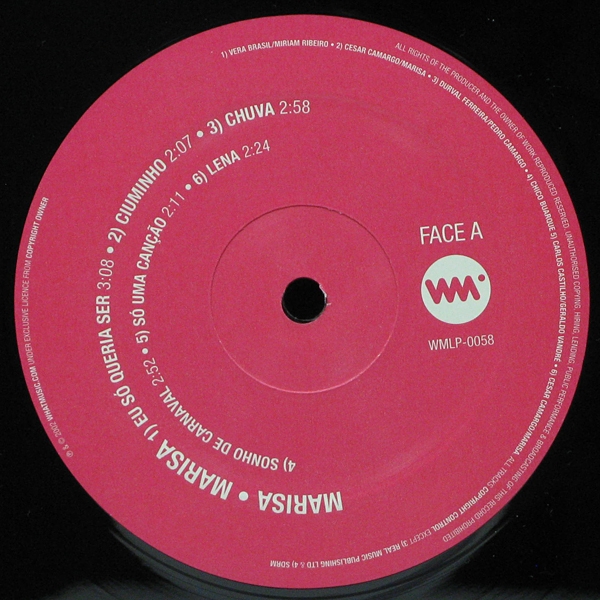 MARISA • MARISA 1) EU SÓ QUERIA SER 3:08 • 2) CIUMINHO 2:07 • 3) CHUVA 2:58
4) SONHO DE CARNAVAL 2:52 • 5) SÓ UMA CANÇÃO 2:11 • 6) LENA 2:24
FACE A
WM
WMLP-0058
1) VERA BRASIL/MIRIAM RIBEIRO • 2) CESAR CAMARGO/MARISA • 3) DURVAL FERREIRA/PEDRO CAMARGO • 4) CHICO BUARQUE 5) CARLOS CASTILHO/GERALDO VANDRÉ • 6) CESAR CAMARGO/MARISA. ALL TRACKS COPYRIGHT CONTROL EXCEPT 3) REAL MUSIC PUBLISHING LTD & 4) SDRM
℗ & © 2002 WHATMUSIC.COM UNDER EXCLUSIVE LICENCE FROM COPYRIGHT OWNER
ALL RIGHTS OF THE PRODUCER AND THE OWNER OF WORK REPRODUCED RESERVED. UNAUTHORISED COPYING, HIRING, LENDING, PUBLIC PERFORMANCE & BROADCASTING OF THIS RECORD PROHIBITED